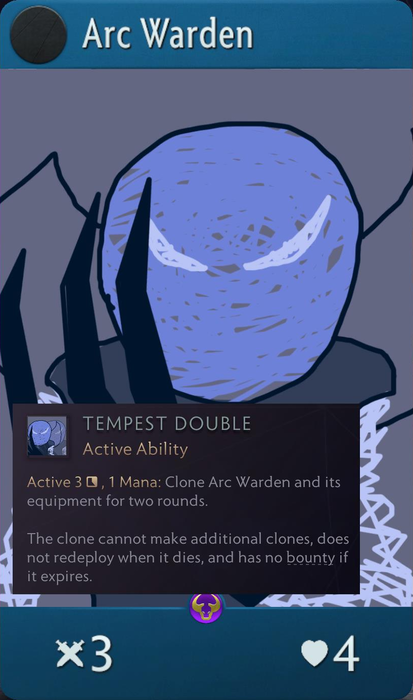 Arc Warden
TEMPEST DOUBLE
Active Ability
Active 3 , 1 Mana: Clone Arc Warden and its
equipment for two rounds.
The clone cannot make additional clones, does
not redeploy when it dies, and has no bounty if
it expires.
3 4